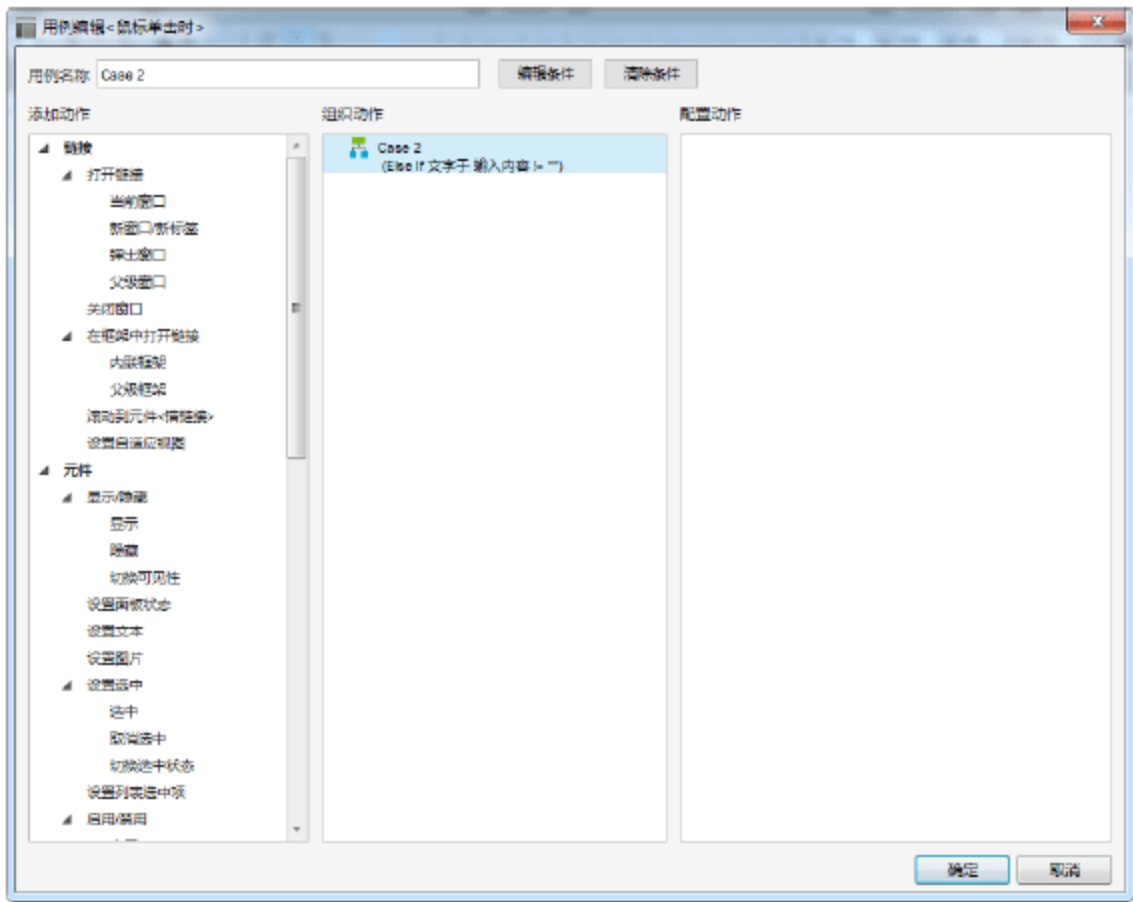 用例编辑<鼠标单击时>
用例名称 Case 2 编辑条件 清除条件
添加动作 组织动作 配置动作
链接
打开链接
当前窗口
新窗口/新标签
弹出窗口
父级窗口
关闭窗口
在框架中打开链接
内联框架
父级框架
滚动到元件<锚链接>
设置自适应视图
元件
显示/隐藏
显示
隐藏
切换可见性
设置面板状态
设置文本
设置图片
设置选中
选中
取消选中
切换选中状态
设置列表选中项
启用/禁用
Case 2
(Else If 文字于 输入内容 != "")
确定 取消